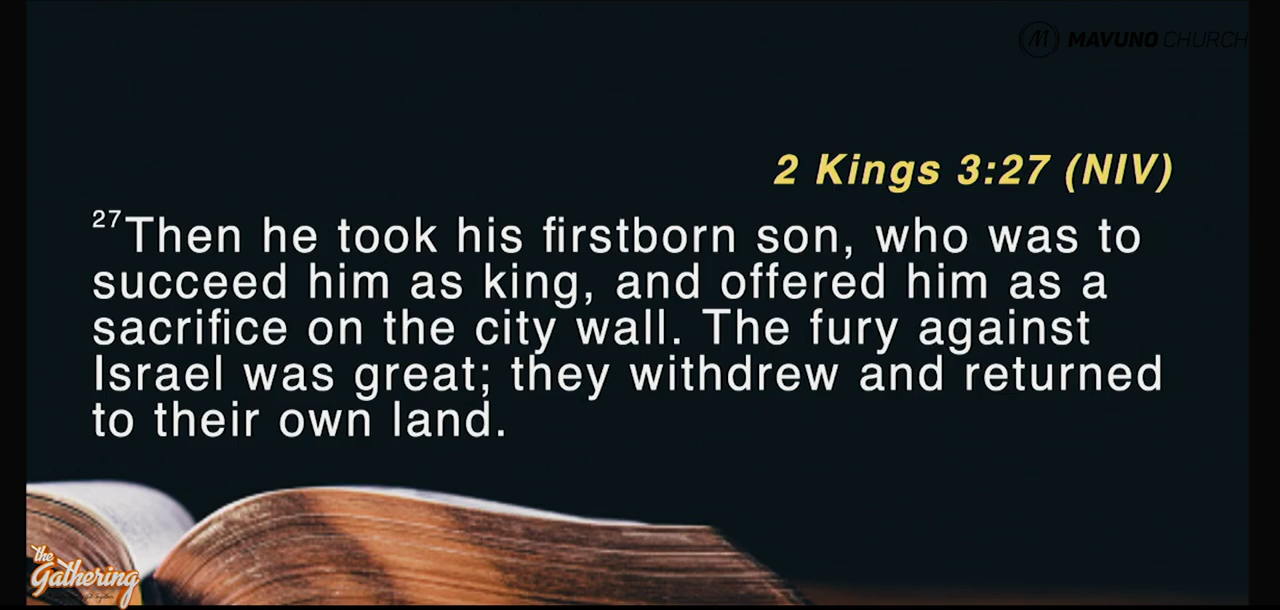 MAVUNO CHURCH
2 Kings 3:27 (NIV)
27Then he took his firstborn son, who was to
succeed him as king, and offered him as a
sacrifice on the city wall. The fury against
Israel was great; they withdrew and returned
to their own land.
the
Gathering